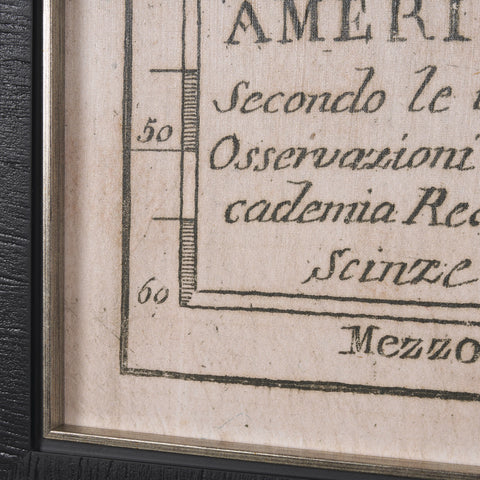 AMERI
Secondo le
50
Osservazioni
cademia Rea
Scinze
60
Mezzo